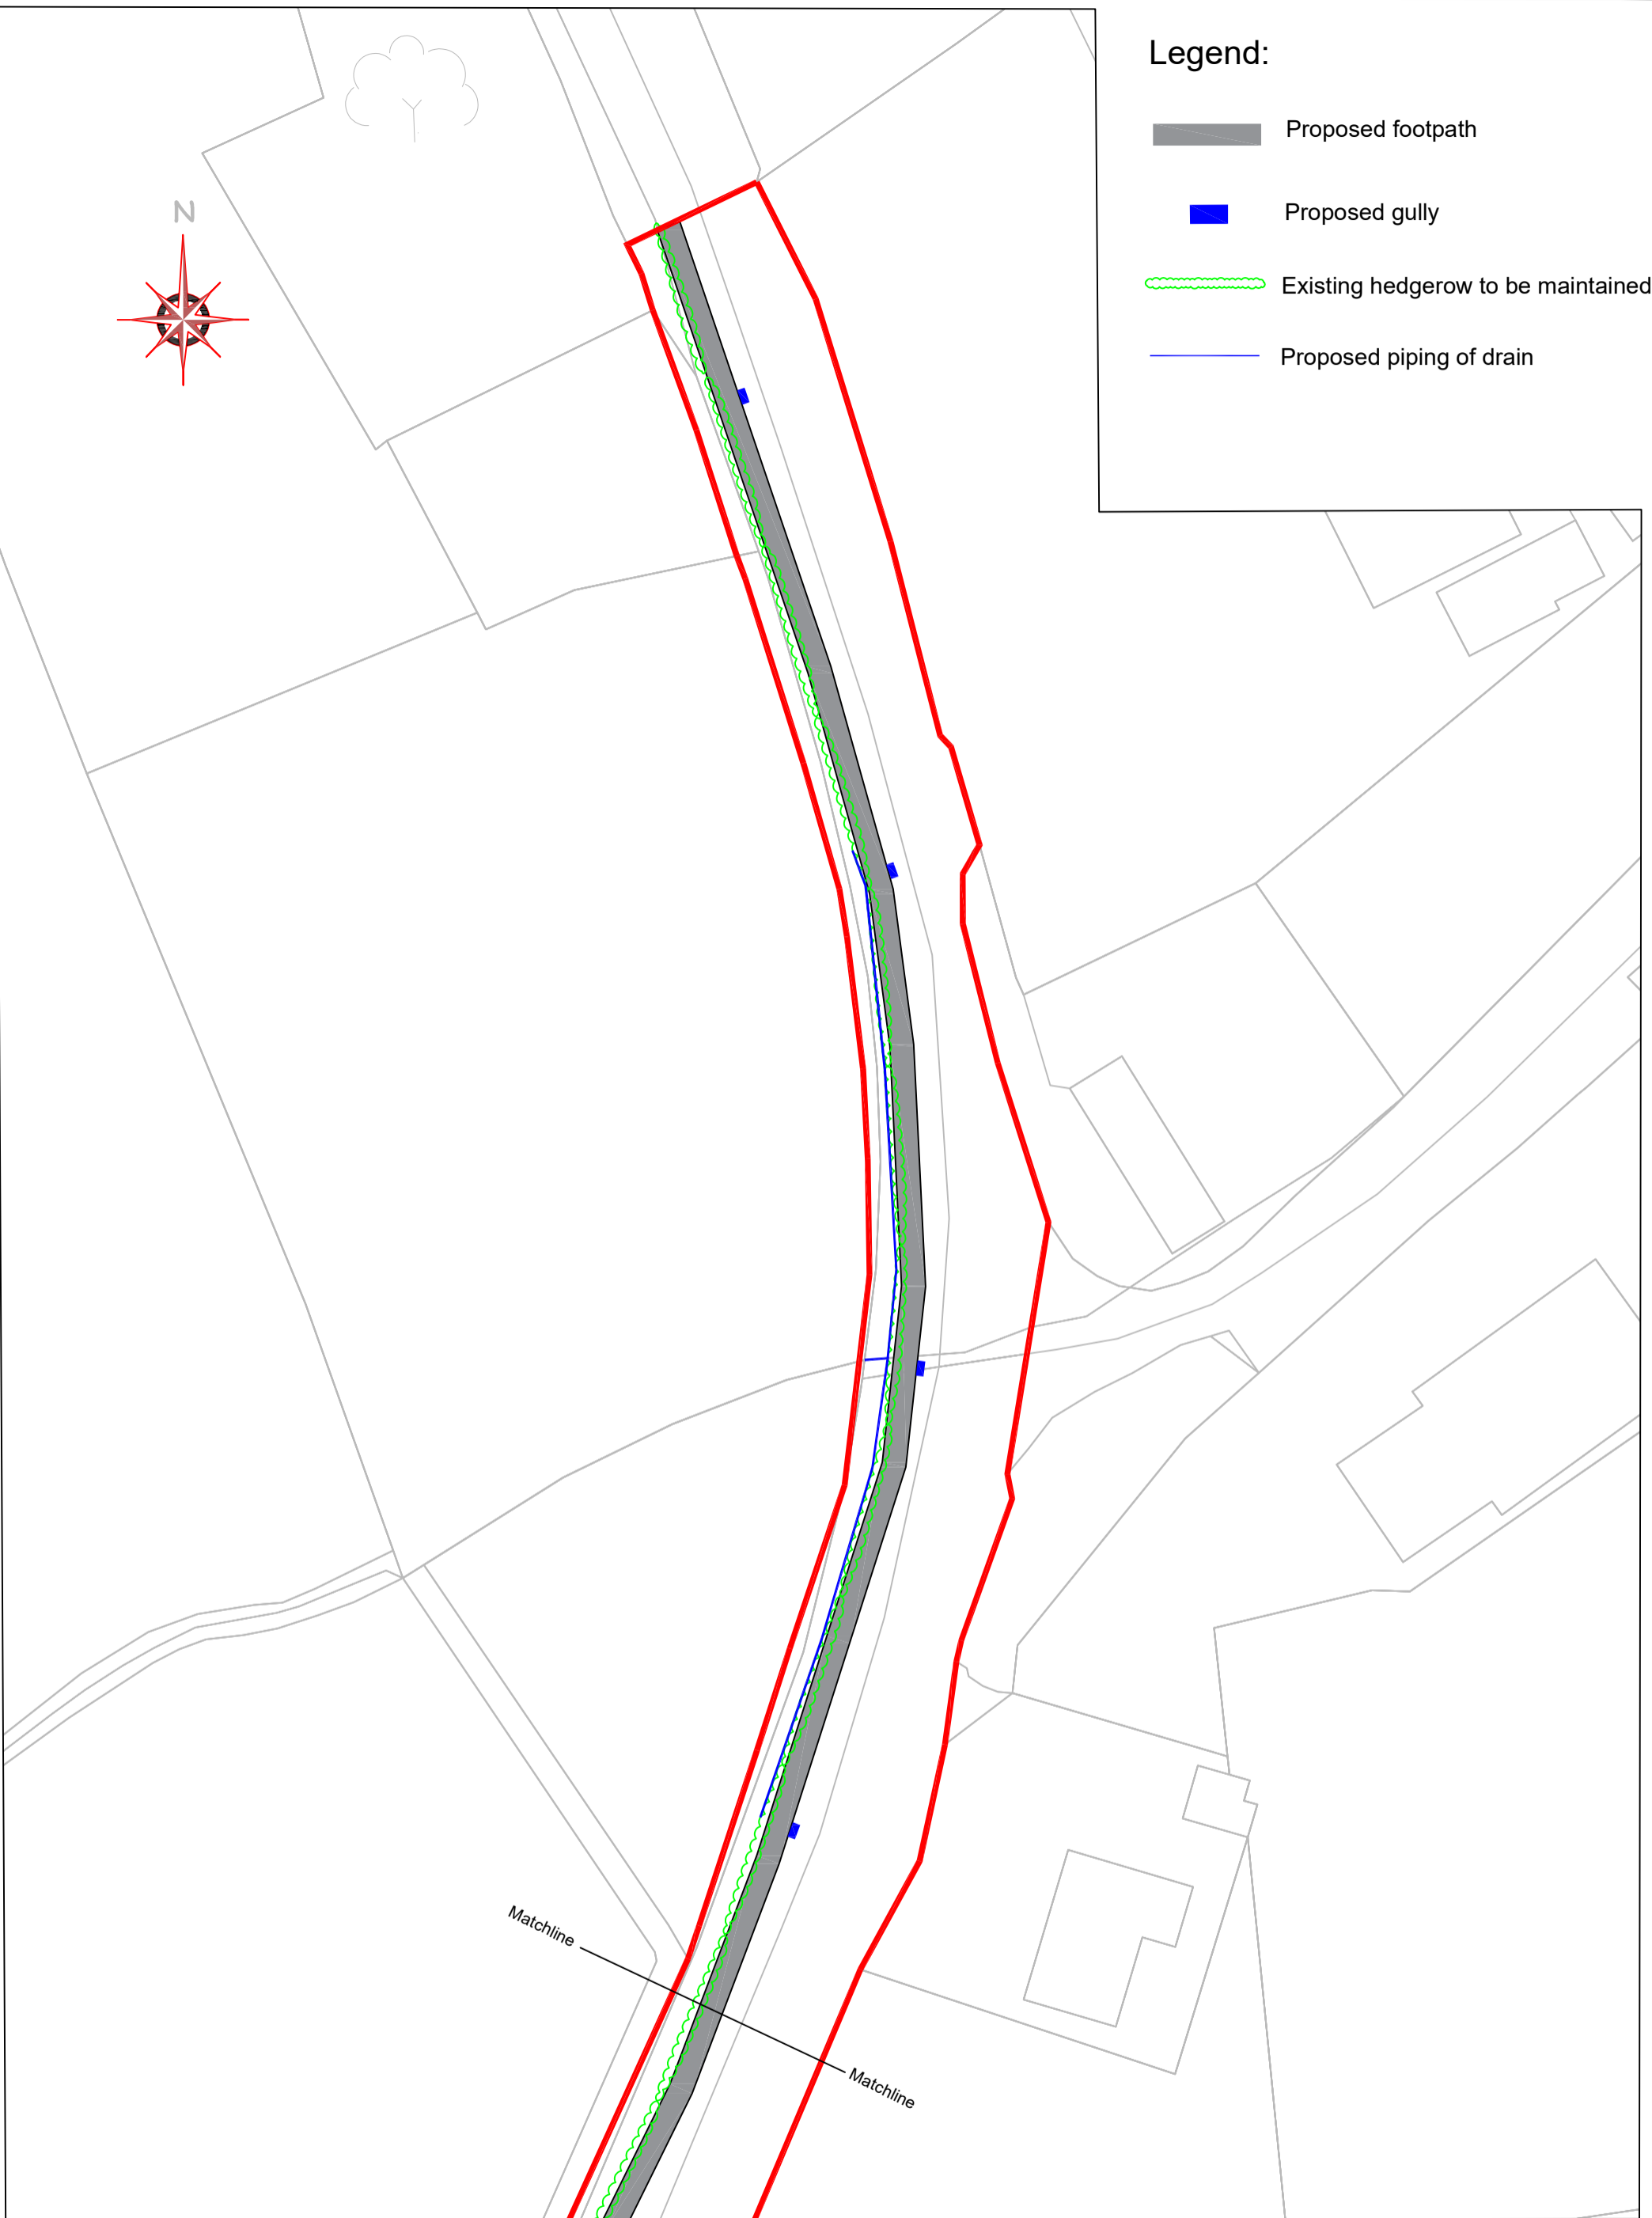 Legend:
Proposed footpath
Proposed gully
Existing hedgerow to be maintained
Proposed piping of drain
N
Matchline
Matchline